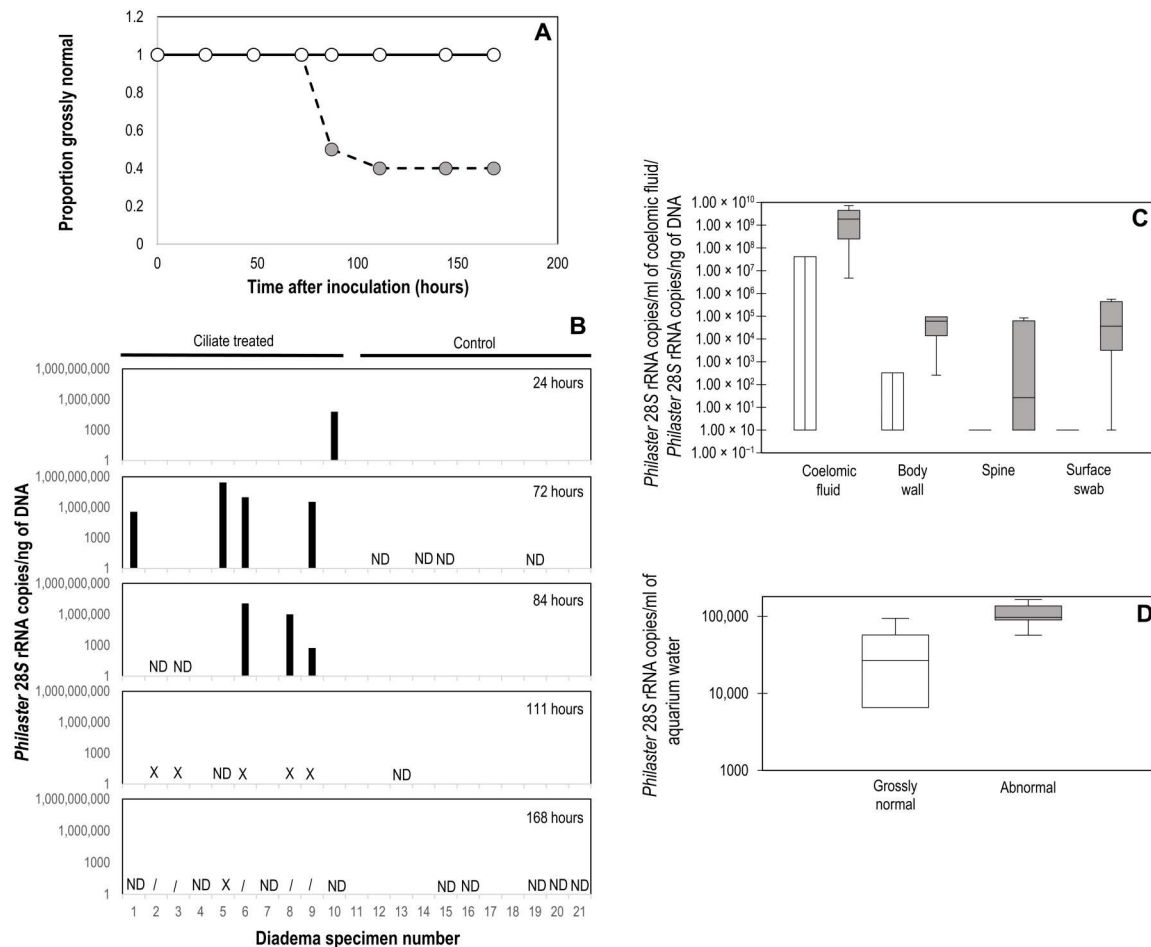 A
1.2
1
0.8
0.6
0.4
0.2
0
0 50 100 150 200
Proportion grossly normal
Time after inoculation (hours)
B
Ciliate treated Control
Philaster 28S rRNA copies/ng of DNA
1,000,000,000
1,000,000
1000
1
24 hours
1,000,000,000
1,000,000
1000
1
72 hours
ND ND ND ND
1,000,000,000
1,000,000
1000
1
84 hours
ND ND
1,000,000,000
1,000,000
1000
1
111 hours
X X ND X X X ND
1,000,000,000
1,000,000
1000
1
168 hours
ND / / ND X / ND / / ND ND ND ND ND ND
1 2 3 4 5 6 7 8 9 10 11 12 13 14 15 16 17 18 19 20 21
Diadema specimen number
C
Philaster 28S rRNA copies/ml of coelomic fluid/
Philaster 28S rRNA copies/ng of DNA
1.00 × 10¹⁰
1.00 × 10⁹
1.00 × 10⁸
1.00 × 10⁷
1.00 × 10⁶
1.00 × 10⁵
1.00 × 10⁴
1.00 × 10³
1.00 × 10²
1.00 × 10¹
1.00 × 10
1.00 × 10⁻¹
Coelomic Body Spine Surface
fluid wall swab
D
Philaster 28S rRNA copies/ml of
aquarium water
100,000
10,000
1000
Grossly Abnormal
normal